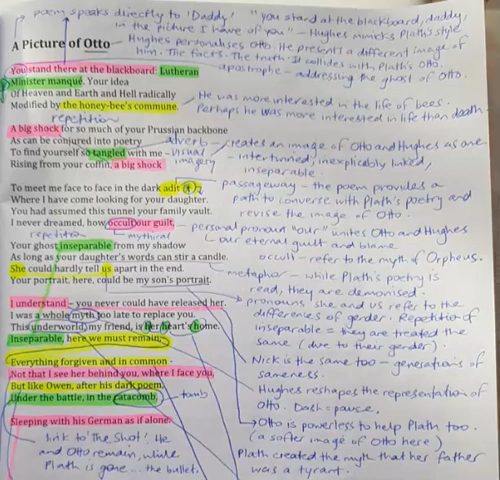 poem speaks directly to 'Daddy,' "you stand at the blackboard, daddy,
in the picture I have of you" - Hughes mimicks Plath's style
Hughes personalises Otto. He presents a different image of
him. The facts. The truth. It collides with Plath's Otto.
A Picture of Otto
apostrophe - addressing the ghost of Otto.
You stand there at the blackboard: Lutheran
Minister manqué. Your idea
Of Heaven and Earth and Hell radically
Modified by the honey-bee's commune.
He was more interested in the life of bees.
Perhaps he was more interested in life than death.
repetition
A big shock for so much of your Prussian backbone
As can be conjured into poetry
To find yourself so tangled with me –
Rising from your coffin, a big shock
adverb - creates an image of Otto and Hughes as one.
visual imagery
- intertwined, inexplicably linked,
inseparable.
To meet me face to face in the dark adit
Where I have come looking for your daughter.
You had assumed this tunnel your family vault.
I never dreamed, however occult our guilt,
passageway - the poem provides a
path to converse with Plath's poetry and
revise the image of Otto.
personal pronoun "our" unites Otto and Hughes
our eternal guilt and blame
repetition
mythical
occult - refer to the myth of Orpheus.
Your ghost inseparable from my shadow
As long as your daughter's words can stir a candle.
She could hardly tell us apart in the end.
Your portrait, here, could be my son's portrait.
metaphor - while Plath's poetry is
read, they are demonised.
pronouns 'she' and 'us' refer to the
differences of gender. Repetition of
inseparable = they are treated the
same (due to their gender).
I understand – you never could have released her.
I was a whole myth too late to replace you.
This underworld, my friend, is her heart's home.
Inseparable, here we must remain,
Nick is the same too - generations of
sameness.
Everything forgiven and in common -
Not that I see her behind you, where I face you,
But like Owen, after his dark poem,
Under the battle, in the catacomb,
tomb
Hughes reshapes the representation of
Otto. Dash = pause.
Otto is powerless to help Plath too.
(a softer image of Otto here)
Sleeping with his German as if alone.
Plath created the myth that her father
was a tyrant.
link to 'The Shot'. He
and Otto remain, while
Plath is gone ... the bullet.